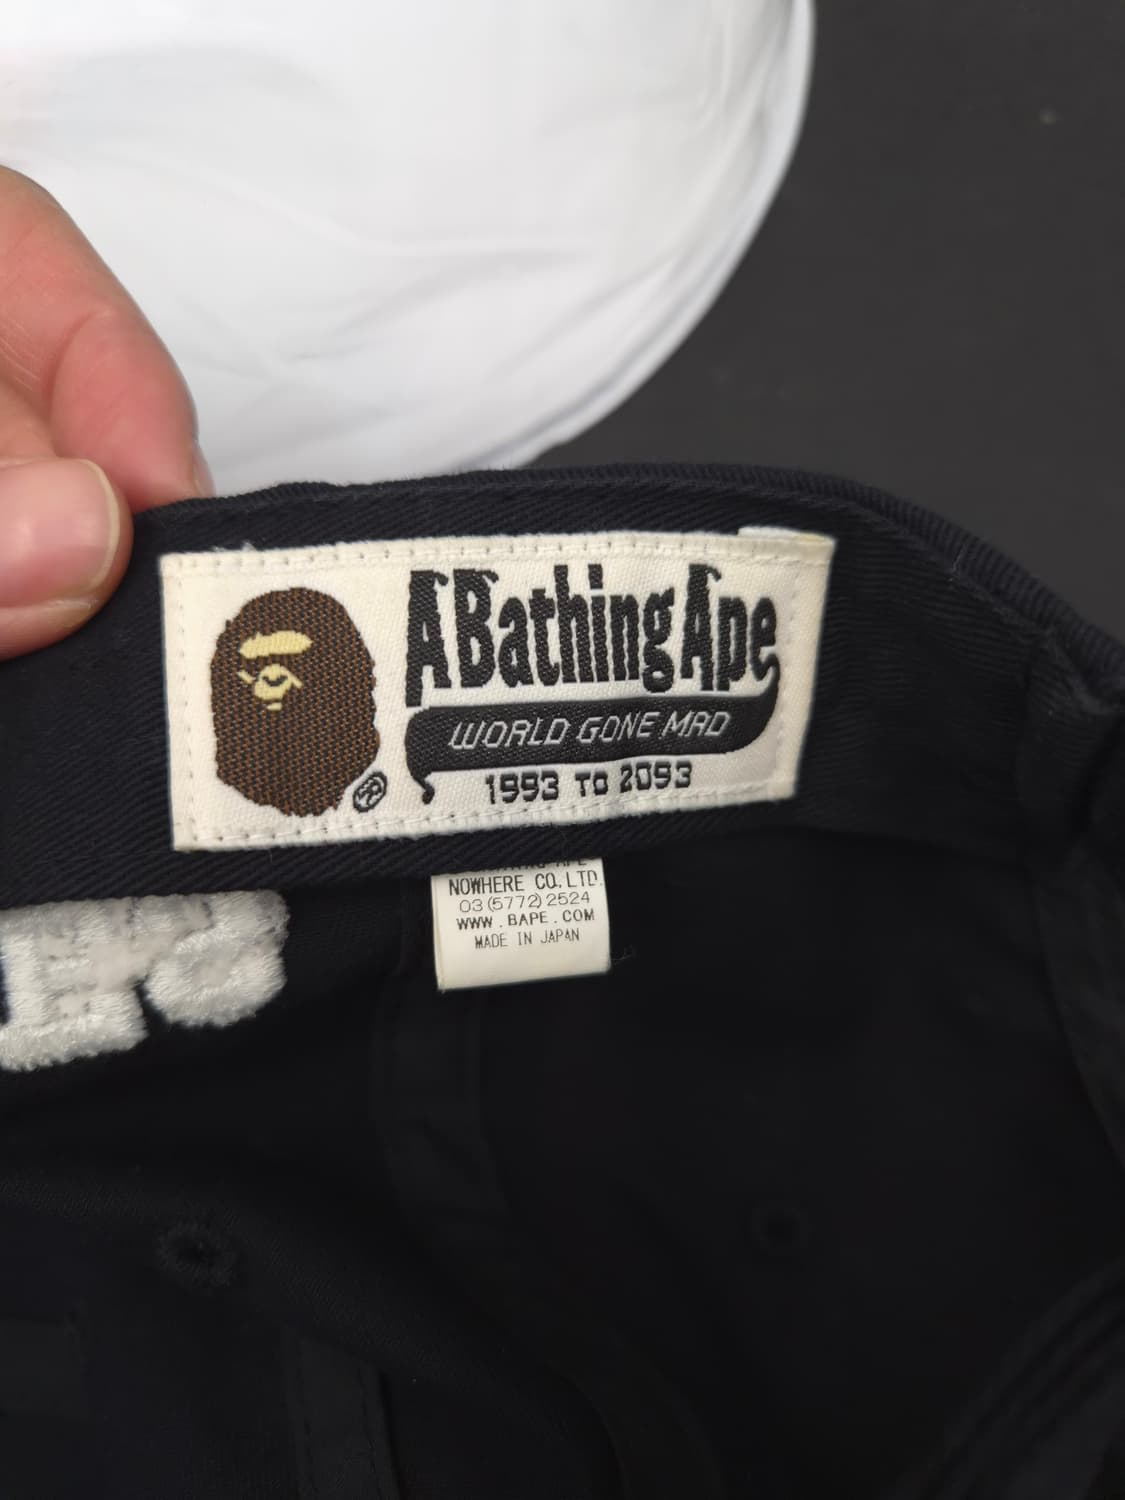 A Bathing Ape
WORLD GONE MAD
1993 TO 2093
®
NOWHERE CO., LTD.
03(5772)2524
WWW.BAPE.COM
MADE IN JAPAN